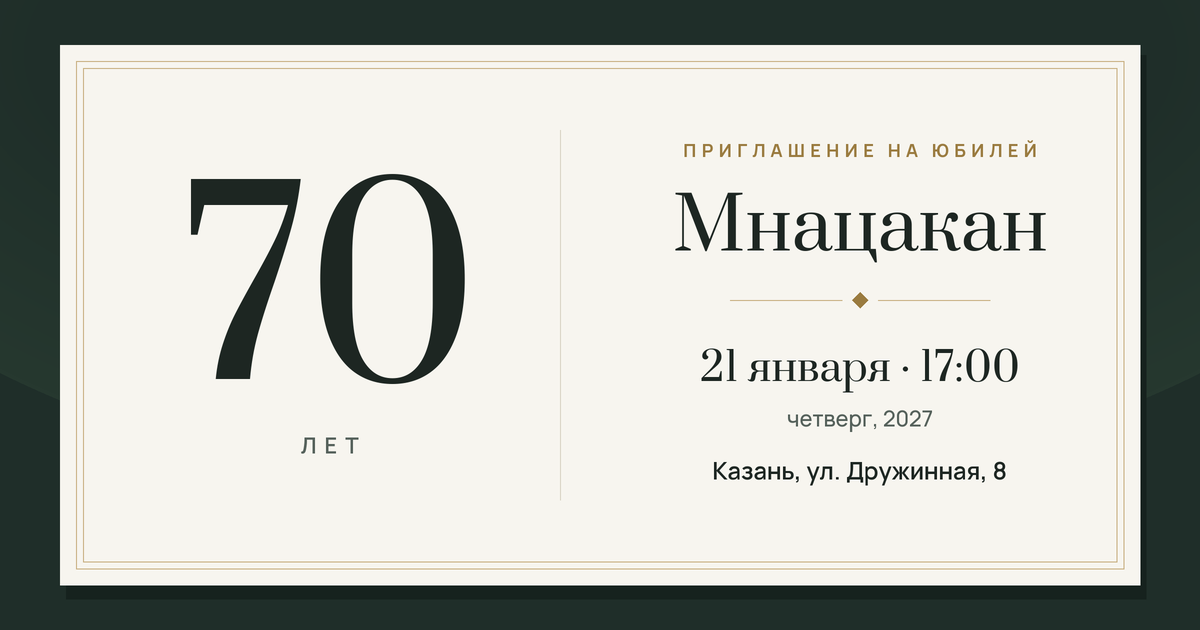 70
ЛЕТ
ПРИГЛАШЕНИЕ НА ЮБИЛЕЙ
Мнацакан
21 января · 17:00
четверг, 2027
Казань, ул. Дружинная, 8